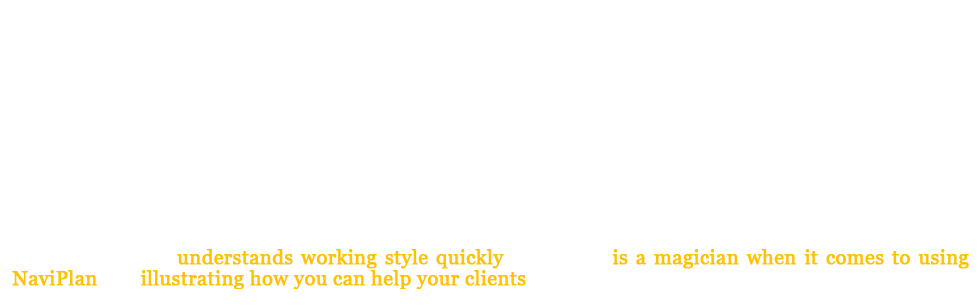 understands working style quickly is a magician when it comes to using
NaviPlan illustrating how you can help your clients